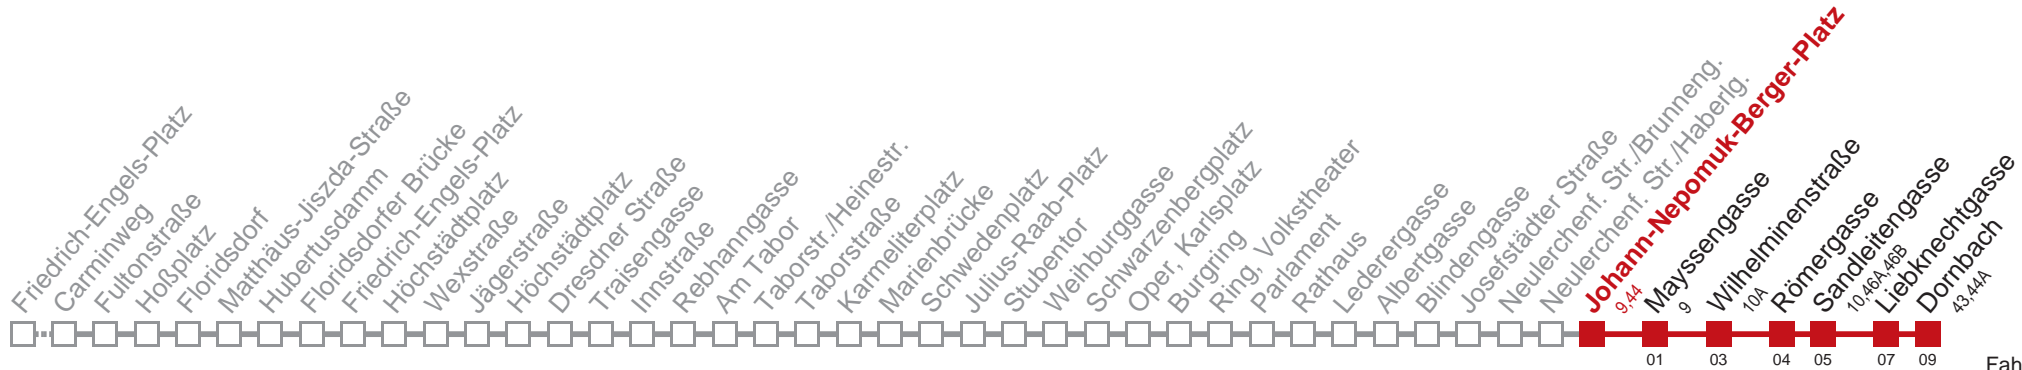 Friedrich-Engels-Platz
Carminweg
Fultonstraße
Hoßplatz
Floridsdorf
Matthäus-Jiszda-Straße
Hubertusdamm
Floridsdorfer Brücke
Friedrich-Engels-Platz
Höchstädtplatz
Wexstraße
Jägerstraße
Höchstädtplatz
Dresdner Straße
Traisengasse
Innstraße
Rebhanngasse
Am Tabor
Taborstr./Heinestr.
Taborstraße
Karmeliterplatz
Marienbrücke
Schwedenplatz
Julius-Raab-Platz
Stubentor
Weihburggasse
Schwarzenbergplatz
Oper, Karlsplatz
Burgring
Ring, Volkstheater
Parlament
Rathaus
Lederergasse
Albertgasse
Blindengasse
Josefstädter Straße
Neulerchenf. Str./Brunneng.
Neulerchenf. Str./Haberlg.
Johann-Nepomuk-Berger-Platz
9,44
Mayssengasse
9
Wilhelminenstraße
10A
Römergasse
Sandleitengasse
10,46A,46B
Liebknechtgasse
Dornbach
43,44A
01
03
04
05
07
09
Fah